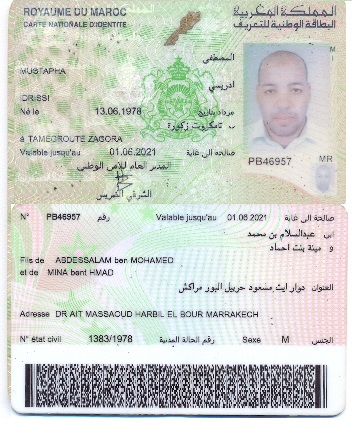 ROYAUME DU MAROC
المملكة المغربية
CARTE NATIONALE D'IDENTITE
البطاقة الوطنية للتعريف
المصطفى
MUSTAPHA
ادريسي
IDRISSI
Né le 13.06.1978 مزداد بتاريخ
ب تامكروت زاكورة
à TAMEGROUTE ZAGORA
Valable jusqu'au 01.06.2021 صالحة الى غاية
PB46957
MR
المدير العام للأمن الوطني
الشرقي الضريس
N° PB46957 رقم Valable jusqu'au 01.06.2021 صالحة الى غاية
ابن عبدالسلام بن محمد
و مينة بنت احماد
Fils de ABDESSALAM ben MOHAMED
et de MINA bent HMAD
العنوان دوار ايت مسعود حربيل البور مراكش
Adresse DR AIT MASSAOUD HARBIL EL BOUR MARRAKECH
N° état civil 1383/1978 رقم الحالة المدنية Sexe M الجنس